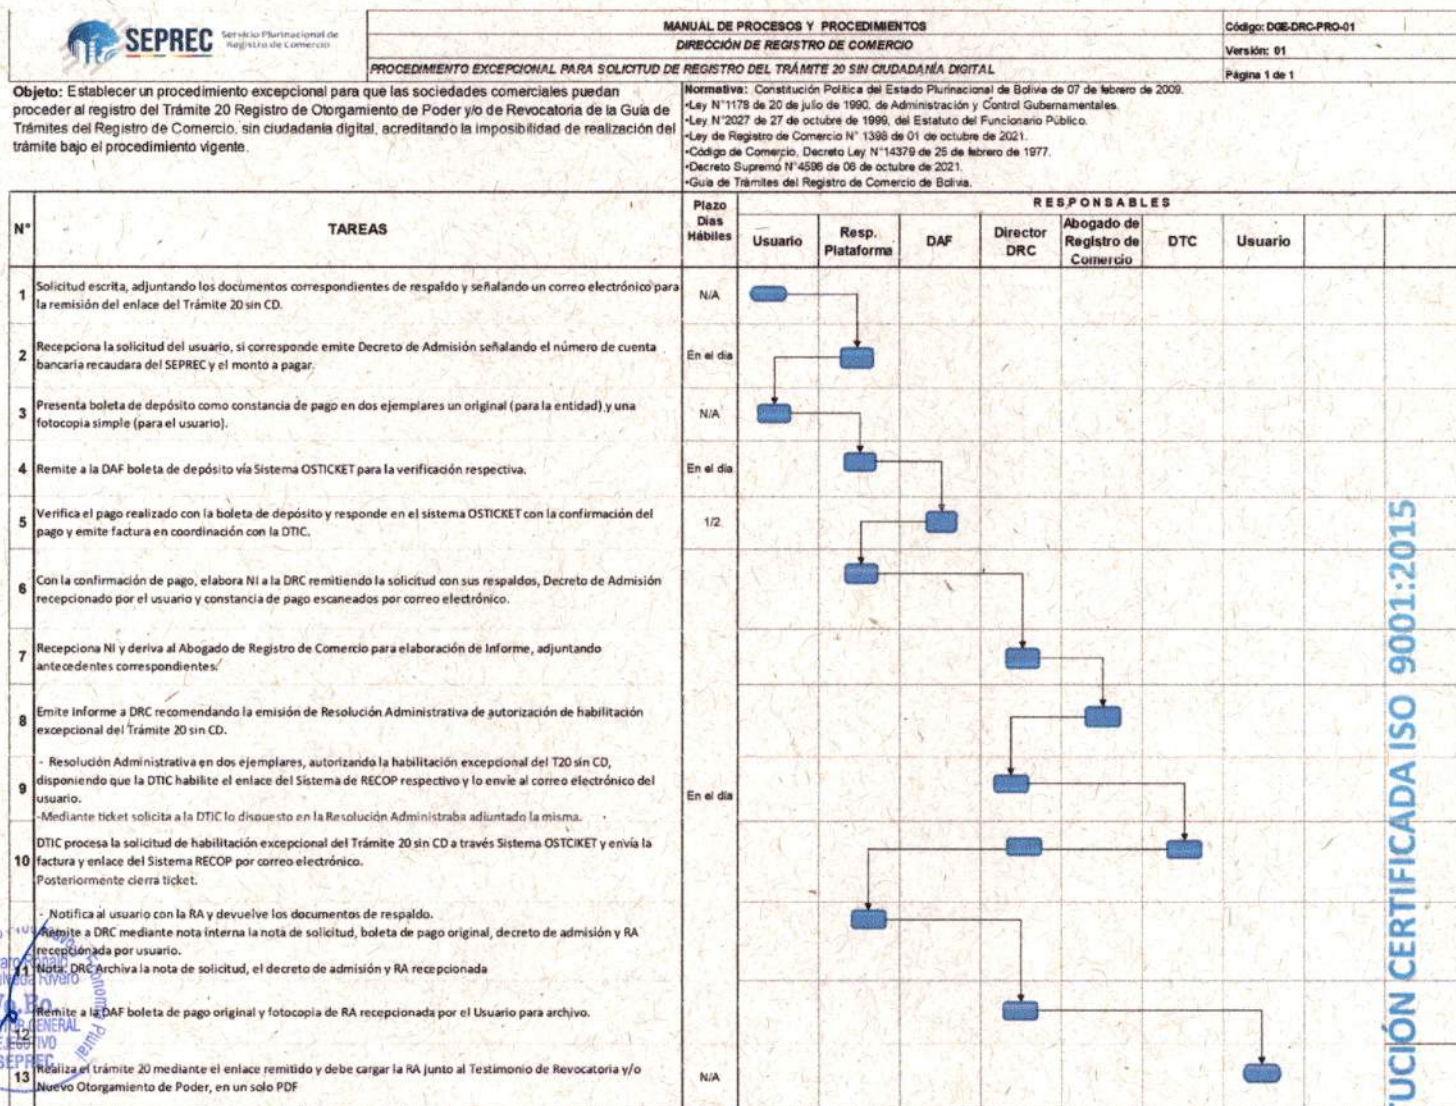 SEPREC
Servicio Plurinacional de
Registro de Comercio
MANUAL DE PROCESOS Y PROCEDIMIENTOS
DIRECCIÓN DE REGISTRO DE COMERCIO
PROCEDIMIENTO EXCEPCIONAL PARA SOLICITUD DE REGISTRO DEL TRÁMITE 20 SIN CIUDADANÍA DIGITAL
Código: DGE-DRC-PRO-01
Versión: 01
Página 1 de 1
Objeto: Establecer un procedimiento excepcional para que las sociedades comerciales puedan
proceder al registro del Trámite 20 Registro de Otorgamiento de Poder y/o de Revocatoria de la Guía de
Trámites del Registro de Comercio, sin ciudadania digital, acreditando la imposibilidad de realización del
trámite bajo el procedimiento vigente.
Normativa: Constitución Política del Estado Plurinacional de Bolivia de 07 de febrero de 2009.
•Ley N°1178 de 20 de julio de 1990, de Administración y Control Gubernamentales.
•Ley N°2027 de 27 de octubre de 1999, del Estatuto del Funcionario Público.
•Ley de Registro de Comercio N° 1398 de 01 de octubre de 2021.
•Código de Comercio, Decreto Ley N°14379 de 25 de febrero de 1977.
•Decreto Supremo N°4596 de 06 de octubre de 2021.
•Guia de Trámites del Registro de Comercio de Bolivia.
N°
TAREAS
Plazo
Dias
Hábiles
RESPONSABLES
Usuario
Resp.
Plataforma
DAF
Director
DRC
Abogado de
Registro de
Comercio
DTC
Usuario
1
Solicitud escrita, adjuntando los documentos correspondientes de respaldo y señalando un correo electrónico para
la remisión del enlace del Trámite 20 sin CD.
N/A
2
Recepciona la solicitud del usuario, si corresponde emite Decreto de Admisión señalando el número de cuenta
bancaria recaudara del SEPREC y el monto a pagar.
En el dia
3
Presenta boleta de depósito como constancia de pago en dos ejemplares un original (para la entidad) y una
fotocopia simple (para el usuario).
N/A
4
Remite a la DAF boleta de depósito vía Sistema OSTICKET para la verificación respectiva.
En el dia
5
Verifica el pago realizado con la boleta de depósito y responde en el sistema OSTICKET con la confirmación del
pago y emite factura en coordinación con la DTIC.
1/2
6
Con la confirmación de pago, elabora NI a la DRC remitiendo la solicitud con sus respaldos, Decreto de Admisión
recepcionado por el usuario y constancia de pago escaneados por correo electrónico.
7
Recepciona NI y deriva al Abogado de Registro de Comercio para elaboración de Informe, adjuntando
antecedentes correspondientes.
8
Emite Informe a DRC recomendando la emisión de Resolución Administrativa de autorización de habilitación
excepcional del Trámite 20 sin CD.
9
- Resolución Administrativa en dos ejemplares, autorizando la habilitación excepcional del T20 sin CD,
disponiendo que la DTIC habilite el enlace del Sistema de RECOP respectivo y lo envíe al correo electrónico del
usuario.
-Mediante ticket solicita a la DTIC lo dispuesto en la Resolución Administraba adjuntado la misma.
En el dia
10
DTIC procesa la solicitud de habilitación excepcional del Trámite 20 sin CD a través Sistema OSTCIKET y envía la
factura y enlace del Sistema RECOP por correo electrónico.
Posteriormente cierra ticket.
11
- Notifica al usuario con la RA y devuelve los documentos de respaldo.
-Remite a DRC mediante nota interna la nota de solicitud, boleta de pago original, decreto de admisión y RA
recepcionada por usuario.
Nota: DRC Archiva la nota de solicitud, el decreto de admisión y RA recepcionada
12
Remite a la DAF boleta de pago original y fotocopia de RA recepcionada por el Usuario para archivo.
13
Realiza el trámite 20 mediante el enlace remitido y debe cargar la RA junto al Testimonio de Revocatoria y/o
Nuevo Otorgamiento de Poder, en un solo PDF
N/A
Rivero
Vo.Bo.
GENERAL
SEPREC
Plural
UCIÓN CERTIFICADA ISO 9001:2015